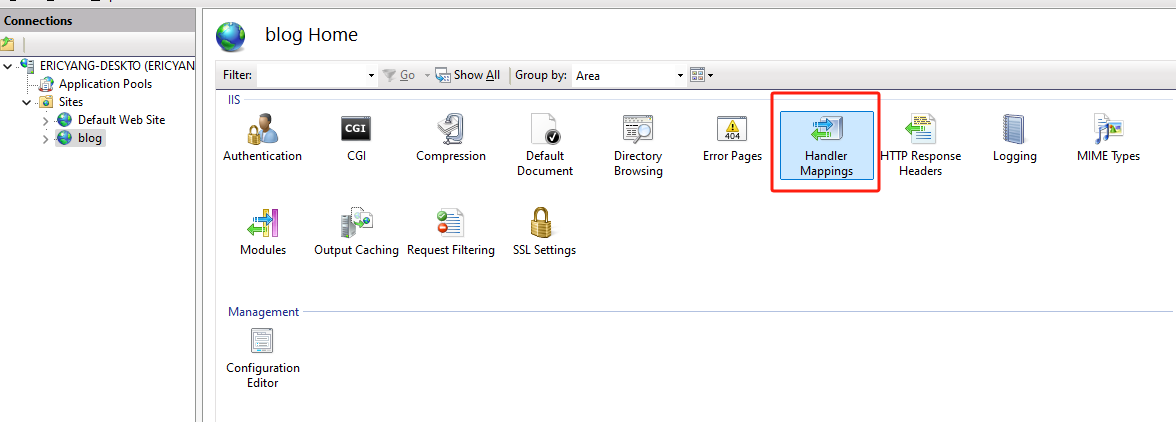 Connections
ERICYANG-DESKTO (ERICYAN
Application Pools
Sites
Default Web Site
blog
blog Home
Filter: Go Show All Group by: Area
IIS
Authentication
CGI
Compression
Default
Document
Directory
Browsing
Error Pages
404
Handler
Mappings
HTTP Response
Headers
Logging
MIME Types
Modules
Output Caching
Request Filtering
SSL Settings
Management
Configuration
Editor